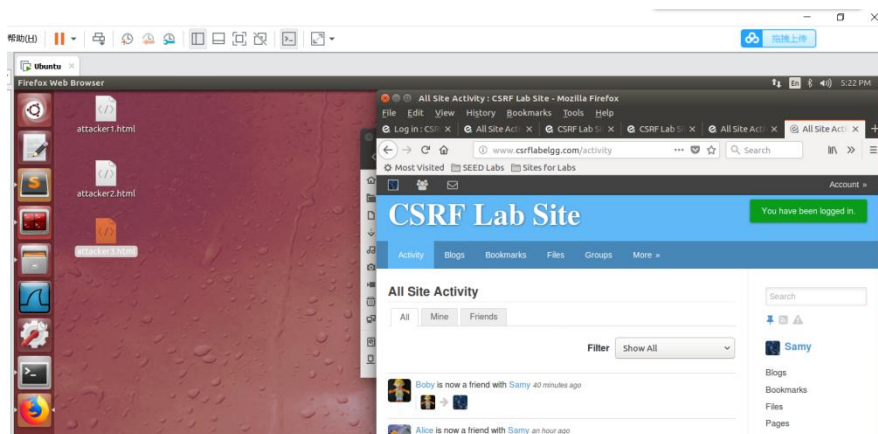 帮助(H)
拖拽上传
Ubuntu
Firefox Web Browser
En
5:22 PM
attacker1.html
attacker2.html
attacker3.html
All Site Activity : CSRF Lab Site - Mozilla Firefox
File Edit View History Bookmarks Tools Help
Log in : CSR
All Site Acti
CSRF Lab Si
CSRF Lab S
All Site Acti
All Site Acti
www.csrflabelgg.com/activity
Search
Most Visited SEED Labs Sites for Labs
Account »
CSRF Lab Site
You have been logged in.
Activity Blogs Bookmarks Files Groups More »
All Site Activity
Search
All Mine Friends
Filter Show All
Samy
Blogs
Boby is now a friend with Samy 40 minutes ago
Bookmarks
Files
Pages
Alice is now a friend with Samy an hour ago